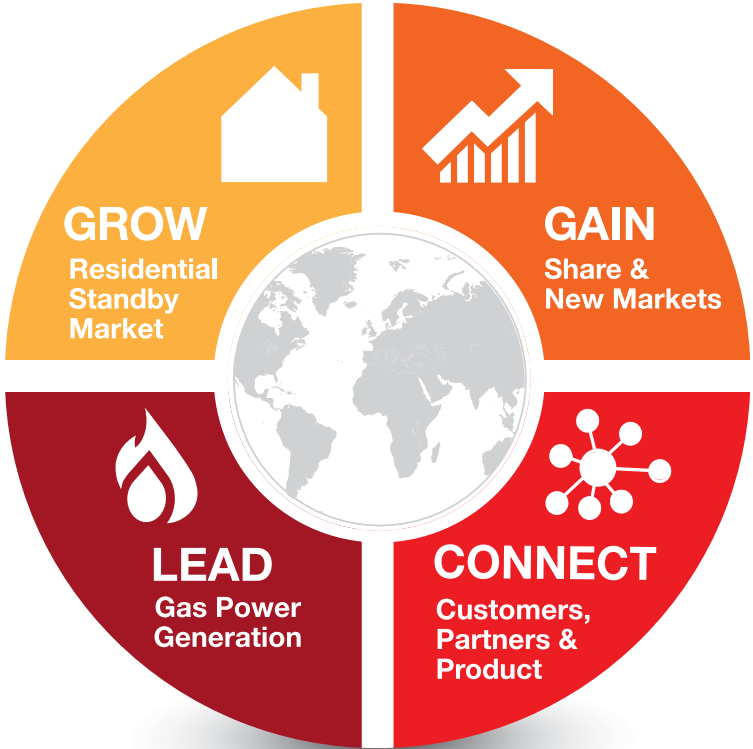 GROW
Residential
Standby
Market
GAIN
Share &
New Markets
LEAD
Gas Power
Generation
CONNECT
Customers,
Partners &
Product